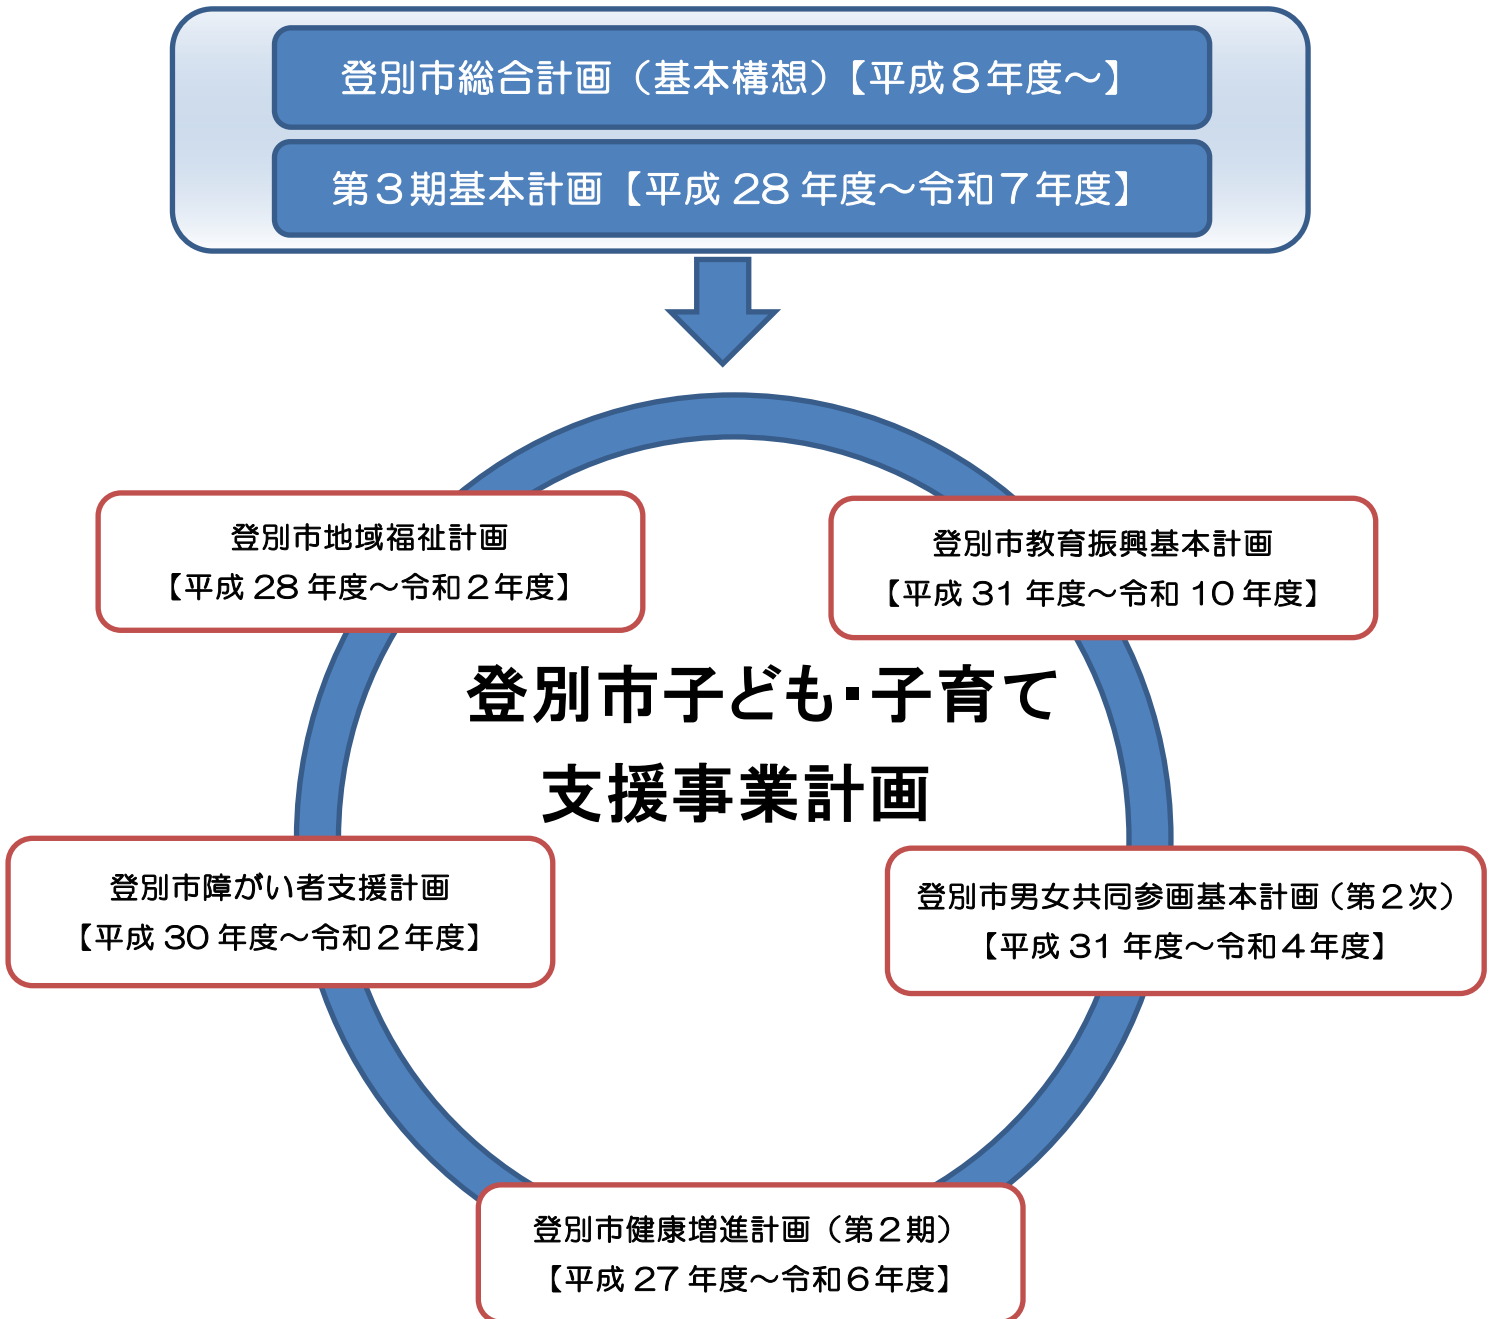 登別市総合計画（基本構想）【平成８年度～】
第３期基本計画【平成 28 年度～令和７年度】
登別市地域福祉計画
【平成 28 年度～令和２年度】
登別市教育振興基本計画
【平成 31 年度～令和 10 年度】
登別市子ども・子育て
支援事業計画
登別市障がい者支援計画
【平成 30 年度～令和２年度】
登別市男女共同参画基本計画（第２次）
【平成 31 年度～令和４年度】
登別市健康増進計画（第２期）
【平成 27 年度～令和６年度】